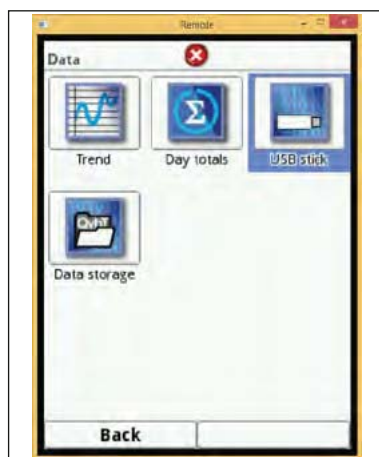 Remote
Data
Trend
Day totals
USB stick
Data storage
Back